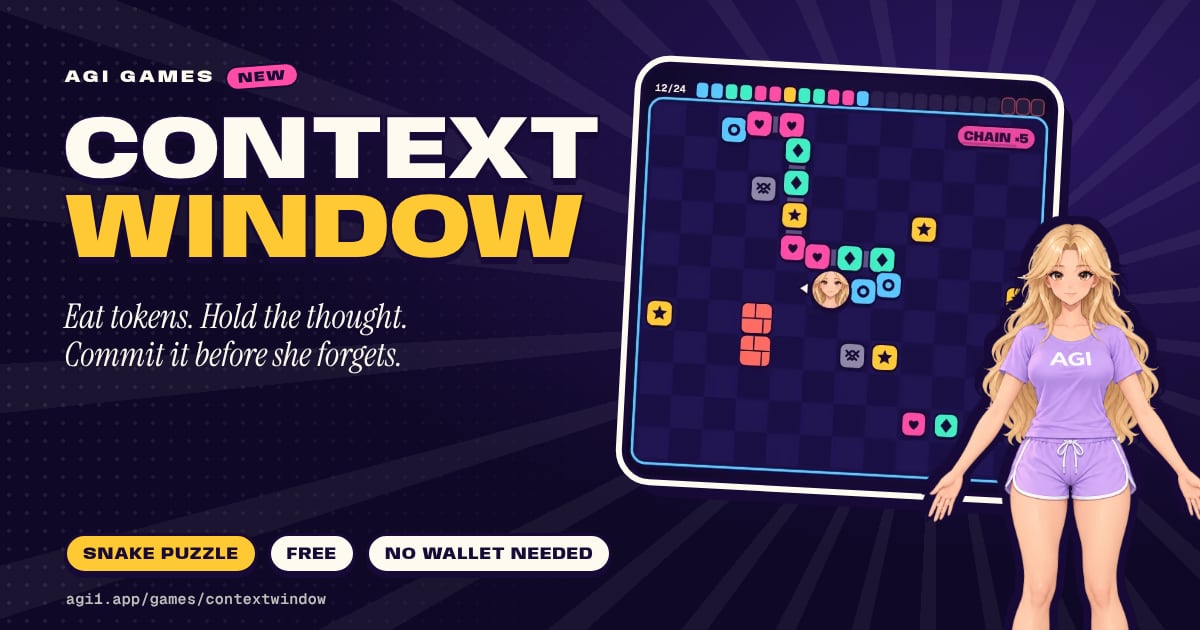 AGI GAMES NEW
CONTEXT
WINDOW
Eat tokens. Hold the thought.
Commit it before she forgets.
SNAKE PUZZLE FREE NO WALLET NEEDED
agi1.app/games/contextwindow
12/24
CHAIN ×5
AGI